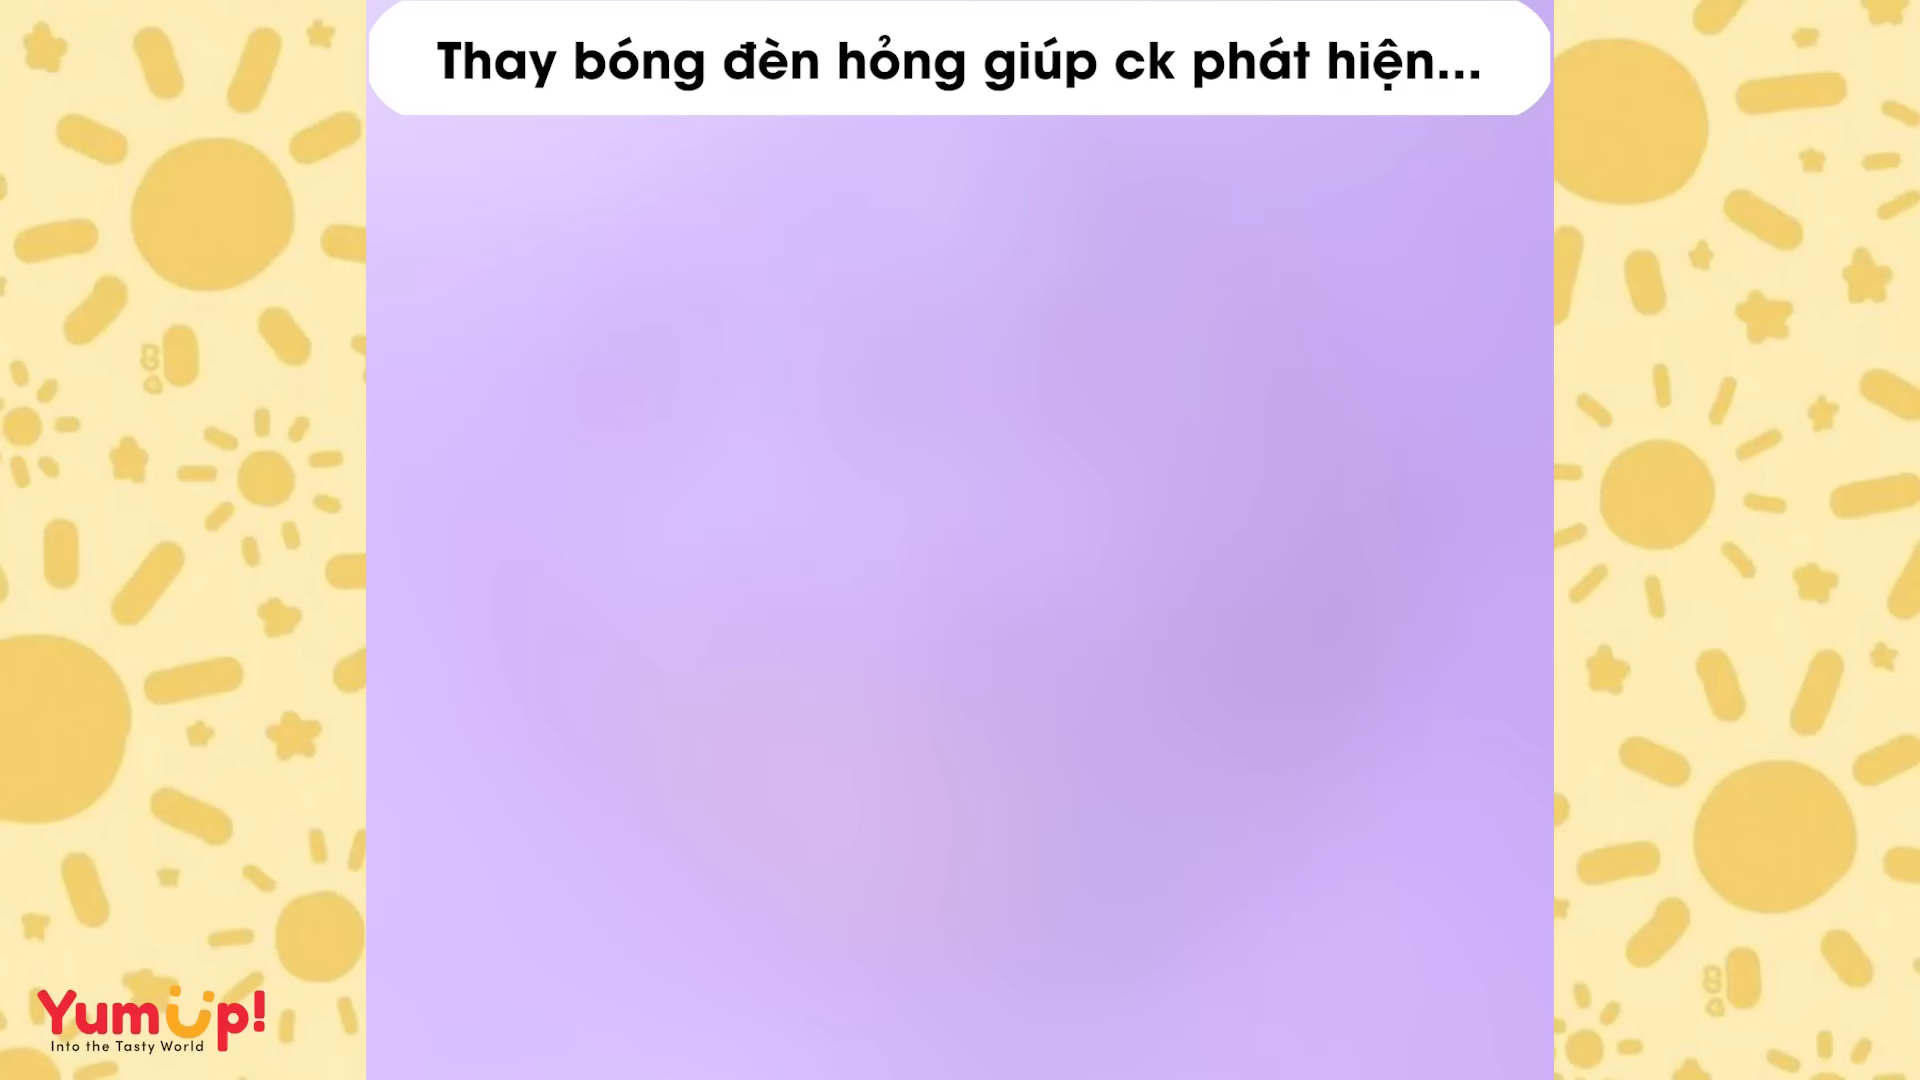 Thay bóng đèn hỏng giúp ck phát hiện...
YumUp!
Into the Tasty World